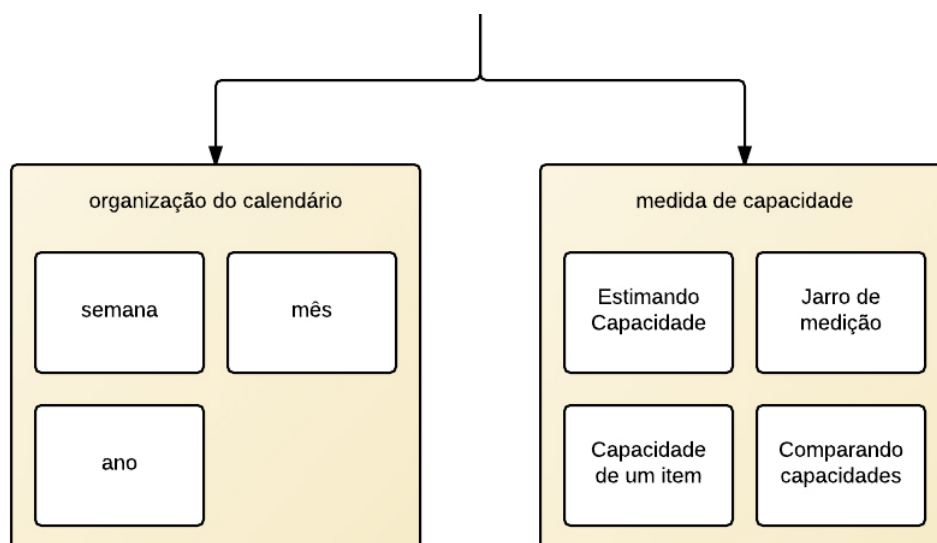 organização do calendário
semana
mês
ano
medida de capacidade
Estimando
Capacidade
Jarro de
medição
Capacidade
de um item
Comparando
capacidades